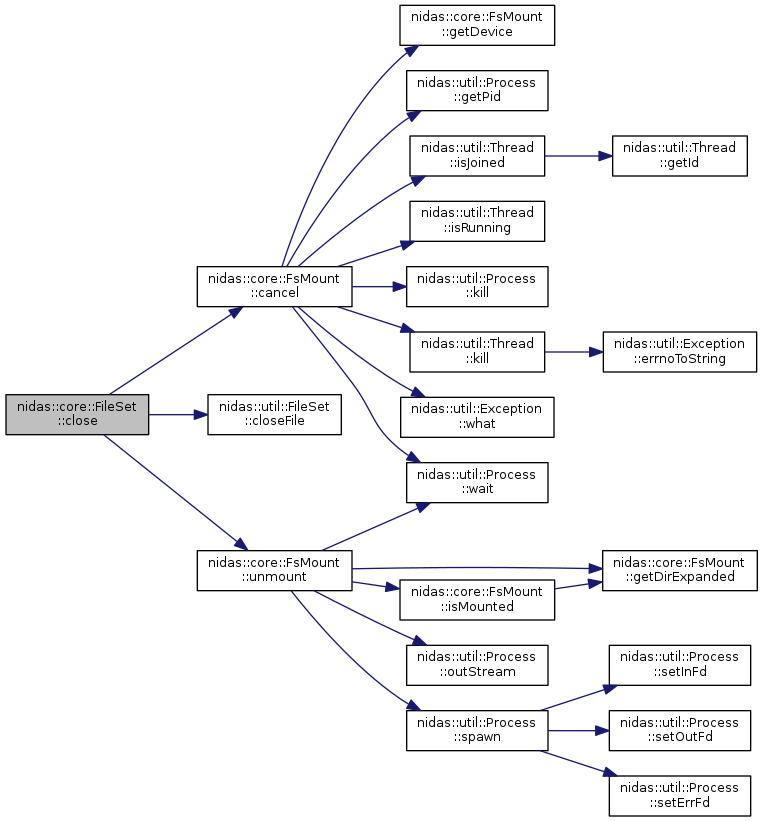 nidas::core::FsMount
::getDevice
nidas::util::Process
::getPid
nidas::util::Thread
::isJoined
nidas::util::Thread
::getId
nidas::util::Thread
::isRunning
nidas::core::FsMount
::cancel
nidas::util::Process
::kill
nidas::util::Thread
::kill
nidas::util::Exception
::errnoToString
nidas::core::FileSet
::close
nidas::util::FileSet
::closeFile
nidas::util::Exception
::what
nidas::util::Process
::wait
nidas::core::FsMount
::unmount
nidas::core::FsMount
::getDirExpanded
nidas::core::FsMount
::isMounted
nidas::util::Process
::outStream
nidas::util::Process
::setInFd
nidas::util::Process
::spawn
nidas::util::Process
::setOutFd
nidas::util::Process
::setErrFd